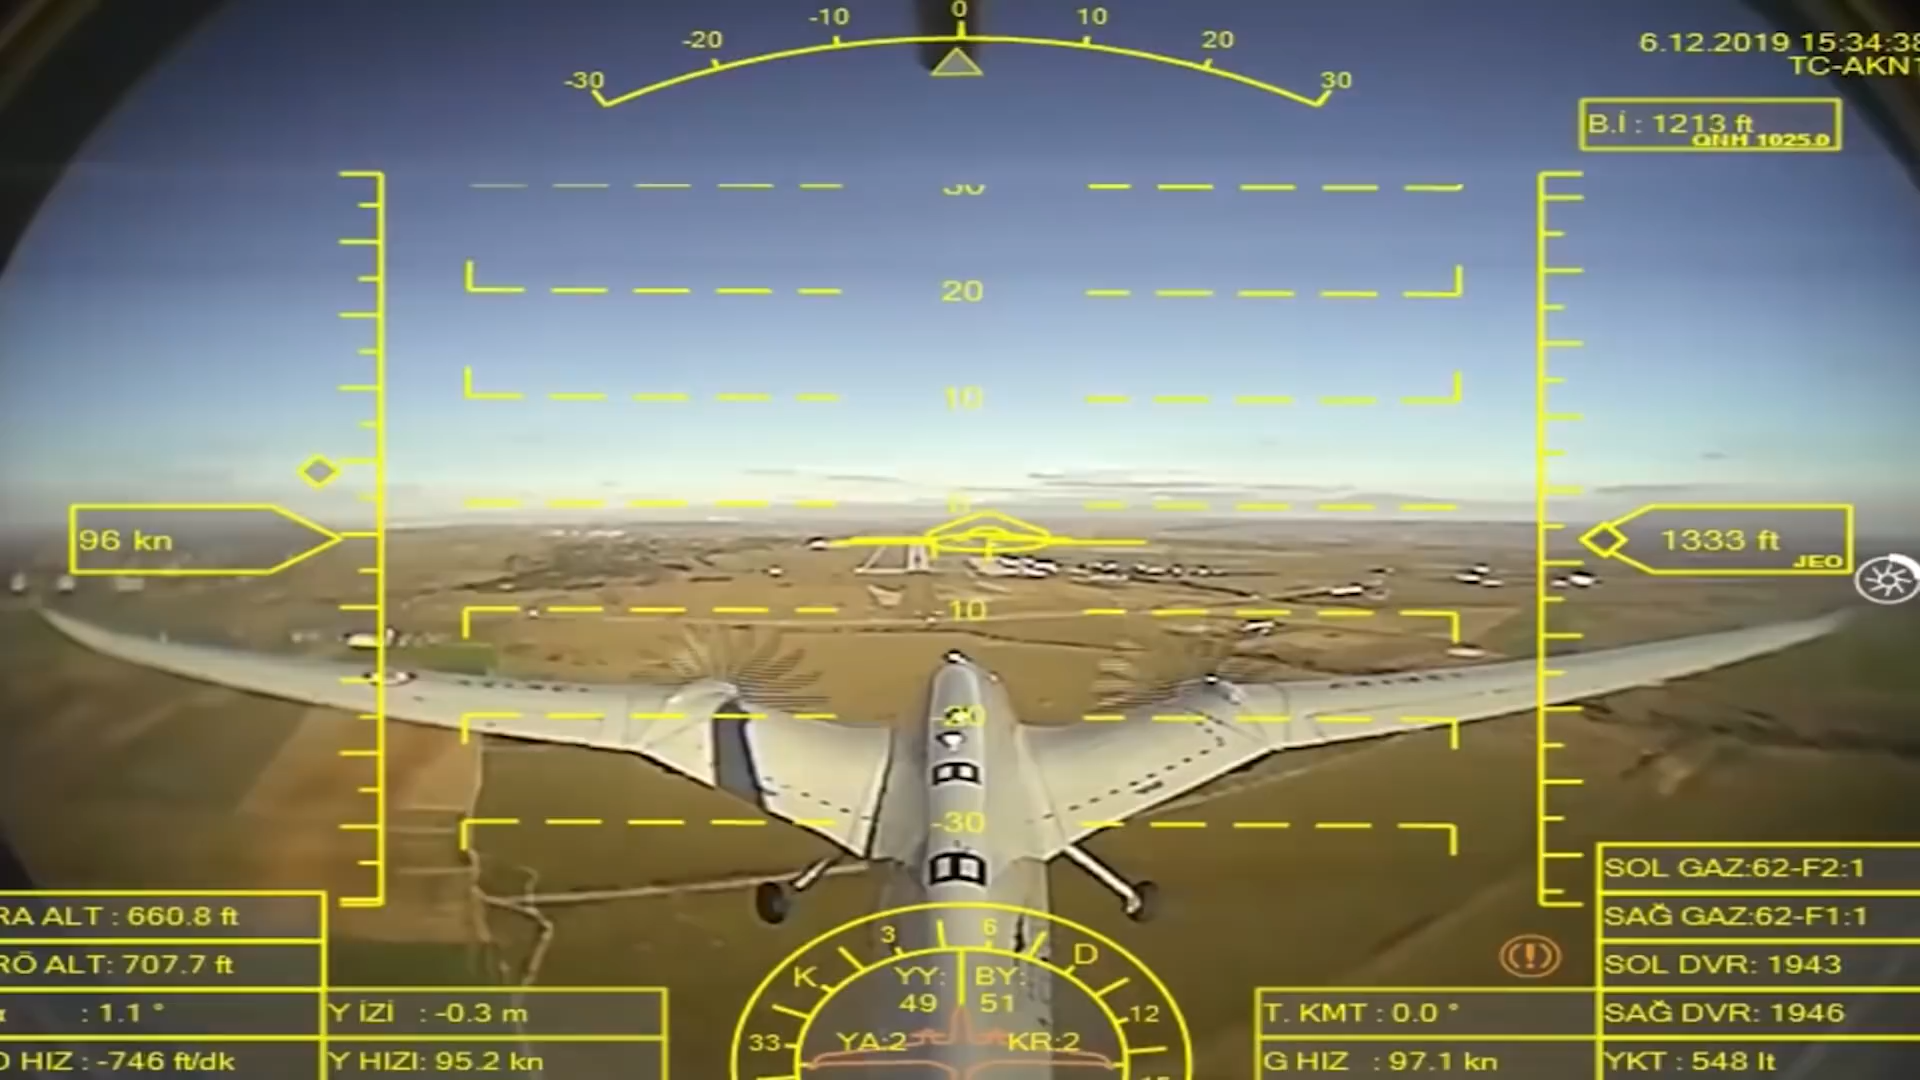 -30 -20 -10 0 10 20 30
6.12.2019 15:34:38
TC-AKN1
B.İ : 1213 ft
QNH 1025.0
30
20
10
0
96 kn
1333 ft
JEO
-10
-20
-30
SOL GAZ:62-F2:1
SAĞ GAZ:62-F1:1
SOL DVR: 1943
SAĞ DVR: 1946
YKT : 548 lt
RA ALT : 660.8 ft
RÖ ALT: 707.7 ft
: 1.1 °
HIZ : -746 ft/dk
Y İZİ : -0.3 m
Y HIZI: 95.2 kn
K 3 6 D 12 33
YY: 49
BY: 51
YA:2
KR:2
T. KMT : 0.0 °
G HIZ : 97.1 kn